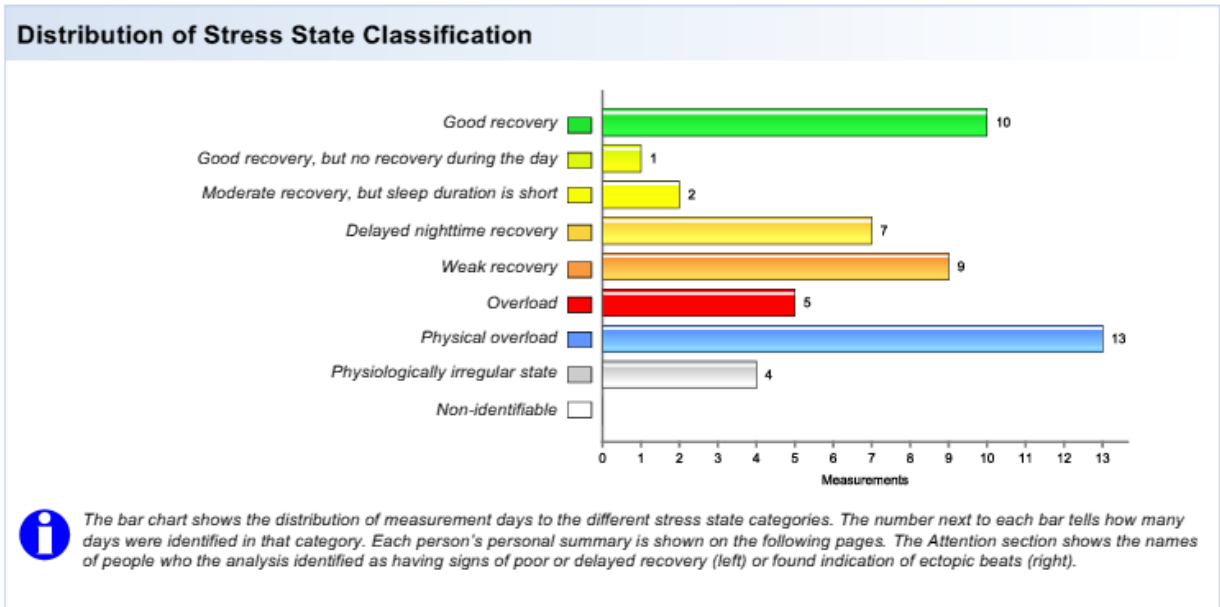 Distribution of Stress State Classification
Good recovery 10
Good recovery, but no recovery during the day 1
Moderate recovery, but sleep duration is short 2
Delayed nighttime recovery 7
Weak recovery 9
Overload 5
Physical overload 13
Physiologically irregular state 4
Non-identifiable
0 1 2 3 4 5 6 7 8 9 10 11 12 13
Measurements
i
The bar chart shows the distribution of measurement days to the different stress state categories. The number next to each bar tells how many
days were identified in that category. Each person's personal summary is shown on the following pages. The Attention section shows the names
of people who the analysis identified as having signs of poor or delayed recovery (left) or found indication of ectopic beats (right).